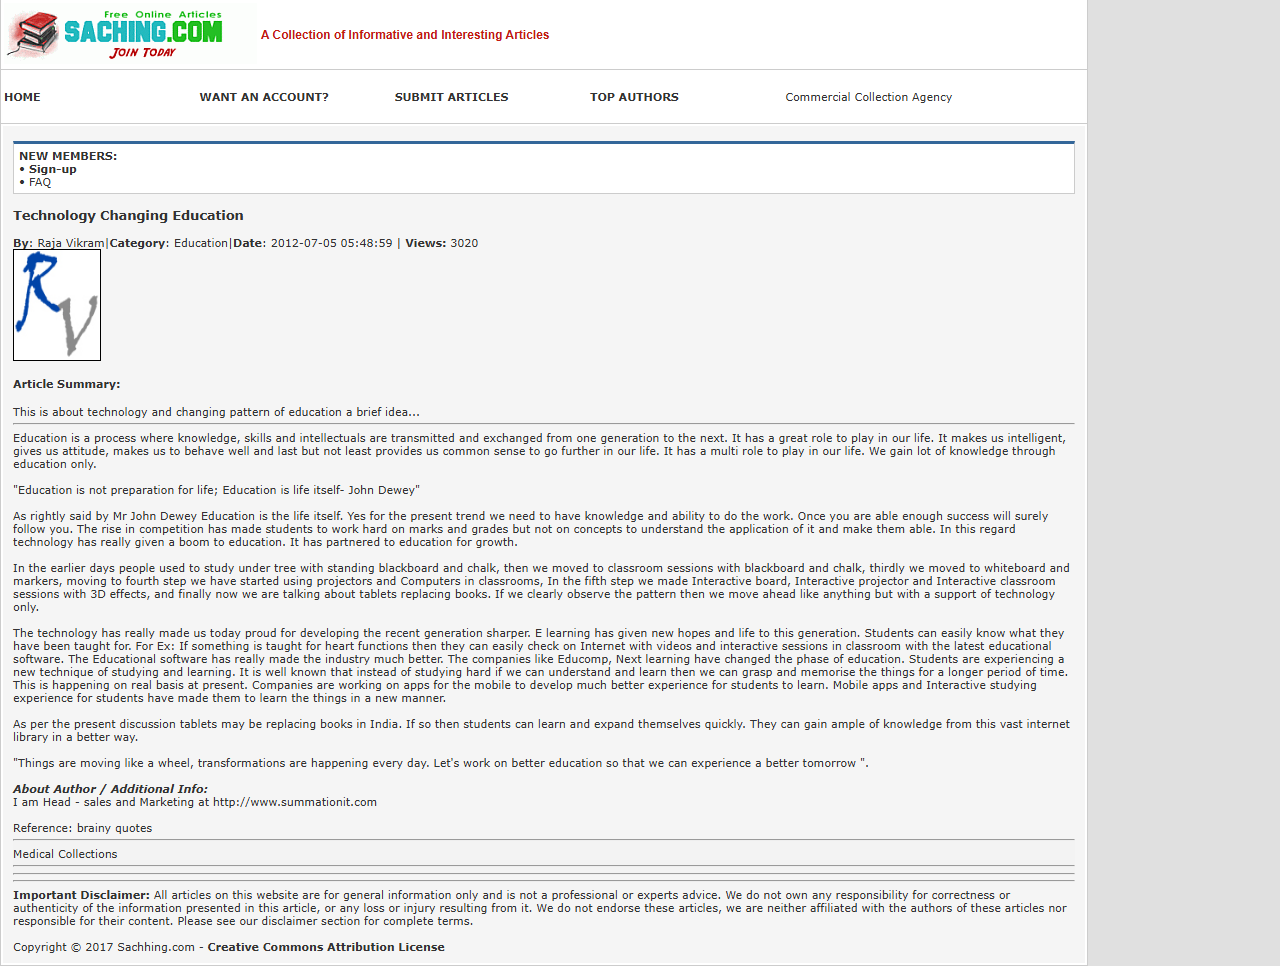 Free Online Articles
SACHING.COM
JOIN TODAY
A Collection of Informative and Interesting Articles
HOME WANT AN ACCOUNT? SUBMIT ARTICLES TOP AUTHORS Commercial Collection Agency
NEW MEMBERS:
• Sign-up
• FAQ
Technology Changing Education
By: Raja Vikram|Category: Education|Date: 2012-07-05 05:48:59 | Views: 3020
RV
Article Summary:
This is about technology and changing pattern of education a brief idea...
Education is a process where knowledge, skills and intellectuals are transmitted and exchanged from one generation to the next. It has a great role to play in our life. It makes us intelligent,
gives us attitude, makes us to behave well and last but not least provides us common sense to go further in our life. It has a multi role to play in our life. We gain lot of knowledge through
education only.
"Education is not preparation for life; Education is life itself- John Dewey"
As rightly said by Mr John Dewey Education is the life itself. Yes for the present trend we need to have knowledge and ability to do the work. Once you are able enough success will surely
follow you. The rise in competition has made students to work hard on marks and grades but not on concepts to understand the application of it and make them able. In this regard
technology has really given a boom to education. It has partnered to education for growth.
In the earlier days people used to study under tree with standing blackboard and chalk, then we moved to classroom sessions with blackboard and chalk, thirdly we moved to whiteboard and
markers, moving to fourth step we have started using projectors and Computers in classrooms, In the fifth step we made Interactive board, Interactive projector and Interactive classroom
sessions with 3D effects, and finally now we are talking about tablets replacing books. If we clearly observe the pattern then we move ahead like anything but with a support of technology
only.
The technology has really made us today proud for developing the recent generation sharper. E learning has given new hopes and life to this generation. Students can easily know what they
have been taught for. For Ex: If something is taught for heart functions then they can easily check on Internet with videos and interactive sessions in classroom with the latest educational
software. The Educational software has really made the industry much better. The companies like Educomp, Next learning have changed the phase of education. Students are experiencing a
new technique of studying and learning. It is well known that instead of studying hard if we can understand and learn then we can grasp and memorise the things for a longer period of time.
This is happening on real basis at present. Companies are working on apps for the mobile to develop much better experience for students to learn. Mobile apps and Interactive studying
experience for students have made them to learn the things in a new manner.
As per the present discussion tablets may be replacing books in India. If so then students can learn and expand themselves quickly. They can gain ample of knowledge from this vast internet
library in a better way.
"Things are moving like a wheel, transformations are happening every day. Let's work on better education so that we can experience a better tomorrow ".
About Author / Additional Info:
I am Head - sales and Marketing at http://www.summationit.com
Reference: brainy quotes
Medical Collections
Important Disclaimer: All articles on this website are for general information only and is not a professional or experts advice. We do not own any responsibility for correctness or
authenticity of the information presented in this article, or any loss or injury resulting from it. We do not endorse these articles, we are neither affiliated with the authors of these articles nor
responsible for their content. Please see our disclaimer section for complete terms.
Copyright © 2017 Sachhing.com - Creative Commons Attribution License